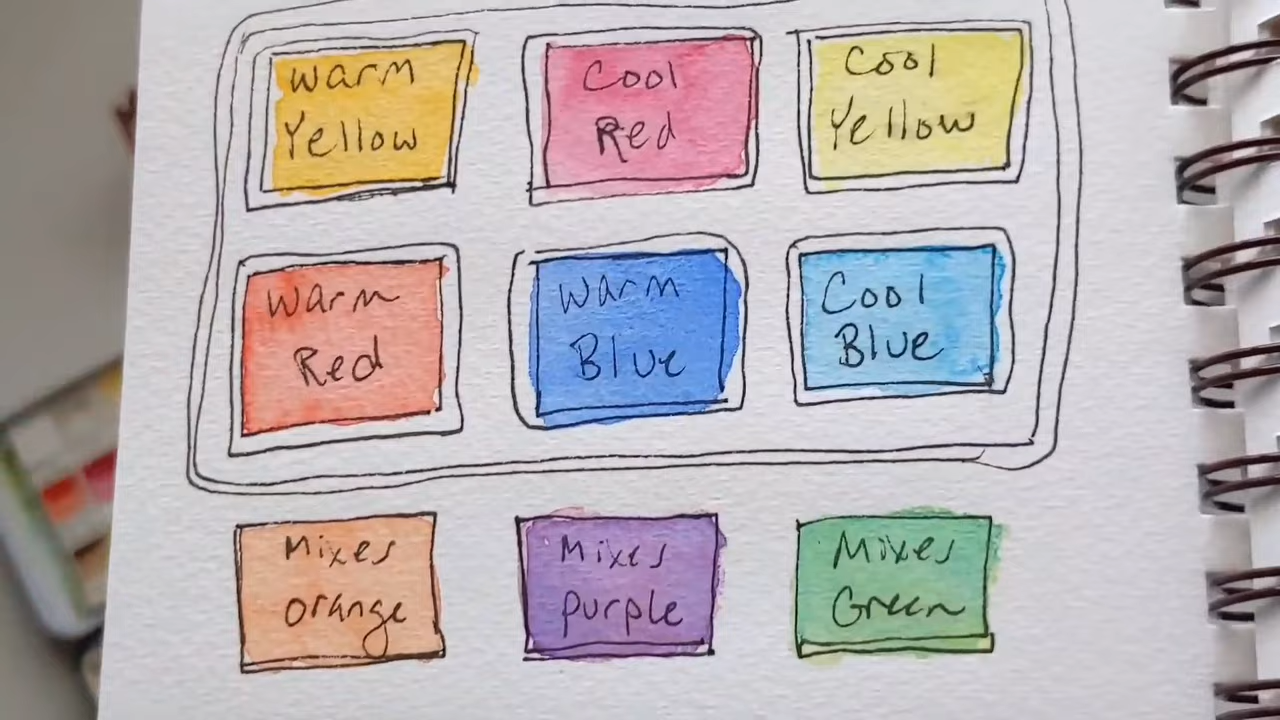 Warm
Yellow
Cool
Red
Cool
Yellow
Warm
Red
Warm
Blue
Cool
Blue
Mixes
orange
Mixes
purple
Mixes
Green